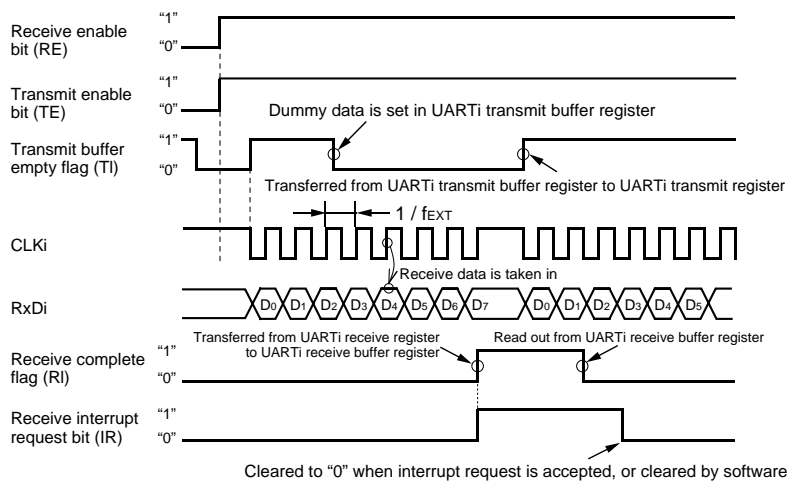 Receive enable
bit (RE)
“1”
“0”
Transmit enable
bit (TE)
“1”
“0”
Dummy data is set in UARTi transmit buffer register
Transmit buffer
empty flag (Tl)
“1”
“0”
Transferred from UARTi transmit buffer register to UARTi transmit register
1 / fEXT
CLKi
Receive data is taken in
RxDi
D0 D1 D2 D3 D4 D5 D6 D7 D0 D1 D2 D3 D4 D5
Transferred from UARTi receive register
to UARTi receive buffer register
Read out from UARTi receive buffer register
Receive complete
flag (Rl)
“1”
“0”
Receive interrupt
request bit (IR)
“1”
“0”
Cleared to “0” when interrupt request is accepted, or cleared by software